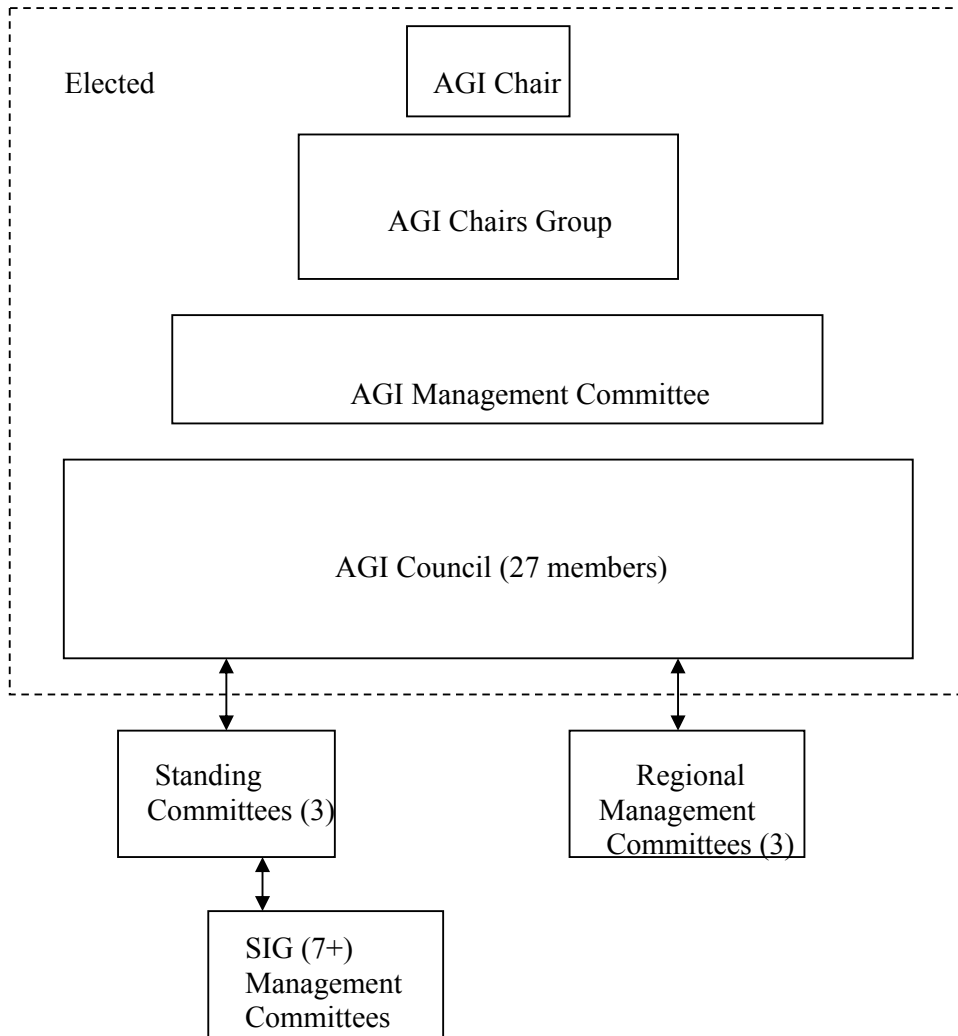 Elected
AGI Chair
AGI Chairs Group
AGI Management Committee
AGI Council (27 members)
Standing
Committees (3)
Regional
Management
Committees (3)
SIG (7+)
Management
Committees